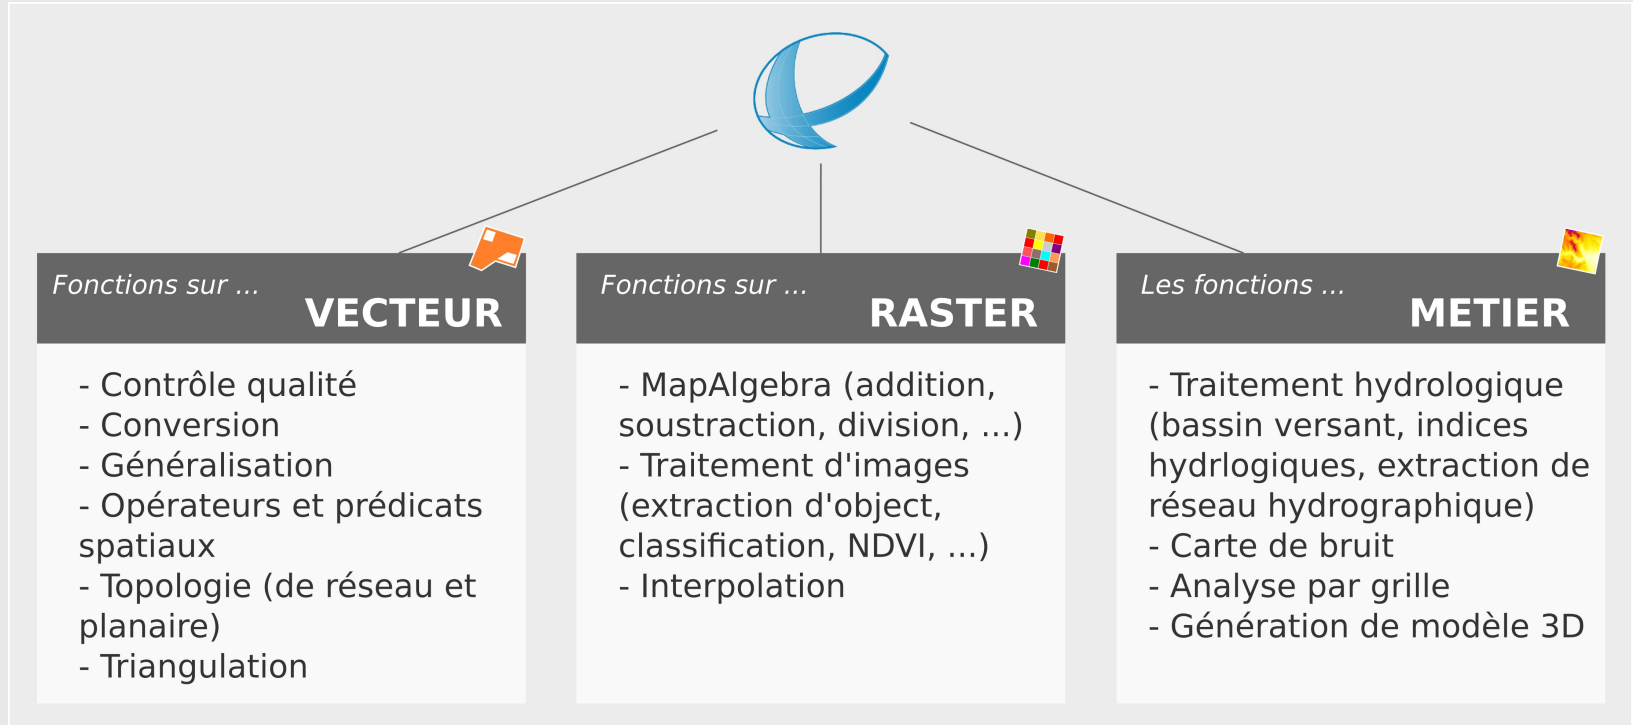 Fonctions sur ...
VECTEUR
- Contrôle qualité
- Conversion
- Généralisation
- Opérateurs et prédicats
spatiaux
- Topologie (de réseau et
planaire)
- Triangulation
Fonctions sur ...
RASTER
- MapAlgebra (addition,
soustraction, division, ...)
- Traitement d'images
(extraction d'object,
classification, NDVI, ...)
- Interpolation
Les fonctions ...
METIER
- Traitement hydrologique
(bassin versant, indices
hydrlogiques, extraction de
réseau hydrographique)
- Carte de bruit
- Analyse par grille
- Génération de modèle 3D